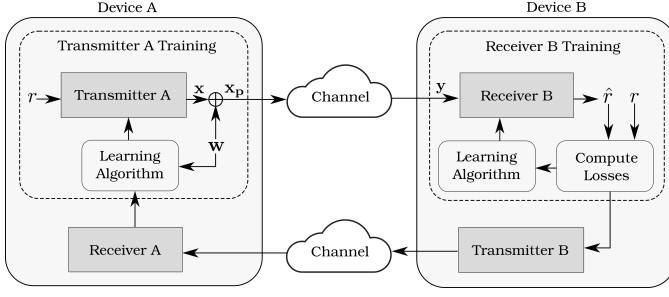 Device A
Device B
Transmitter A Training
Receiver B Training
r
Transmitter A
x
xₚ
Channel
y
Receiver B
r̂
r
w
Learning
Algorithm
Learning
Algorithm
Compute
Losses
Receiver A
Channel
Transmitter B